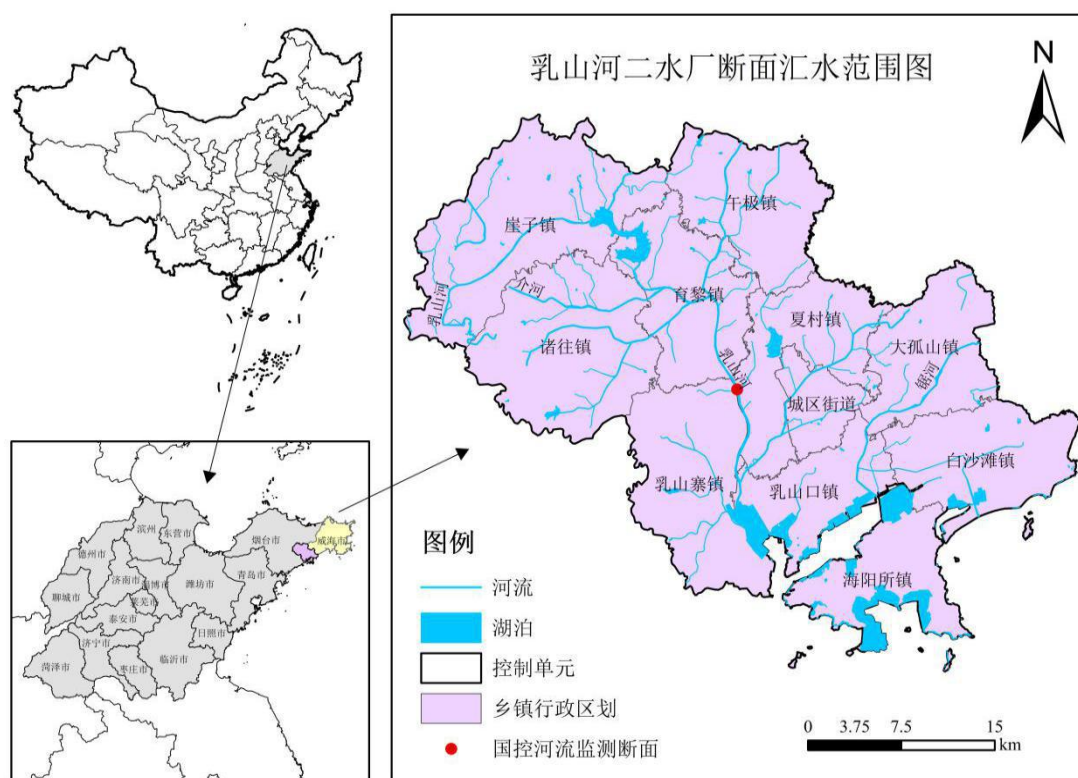 乳山河二水厂断面汇水范围图
N
午极镇
崖子镇
介河
育黎镇
乳山河
夏村镇
诸往镇
大孤山镇
乳山河
锯河
城区街道
白沙滩镇
乳山寨镇
乳山口镇
海阳所镇
图例
河流
湖泊
控制单元
乡镇行政区划
国控河流监测断面
0 3.75 7.5 15
km
滨州
东营市
德州市
烟台市
威海市
济南市
淄博市
潍坊市
青岛市
聊城市
莱芜市
泰安市
日照市
济宁市
临沂市
菏泽市
枣庄市